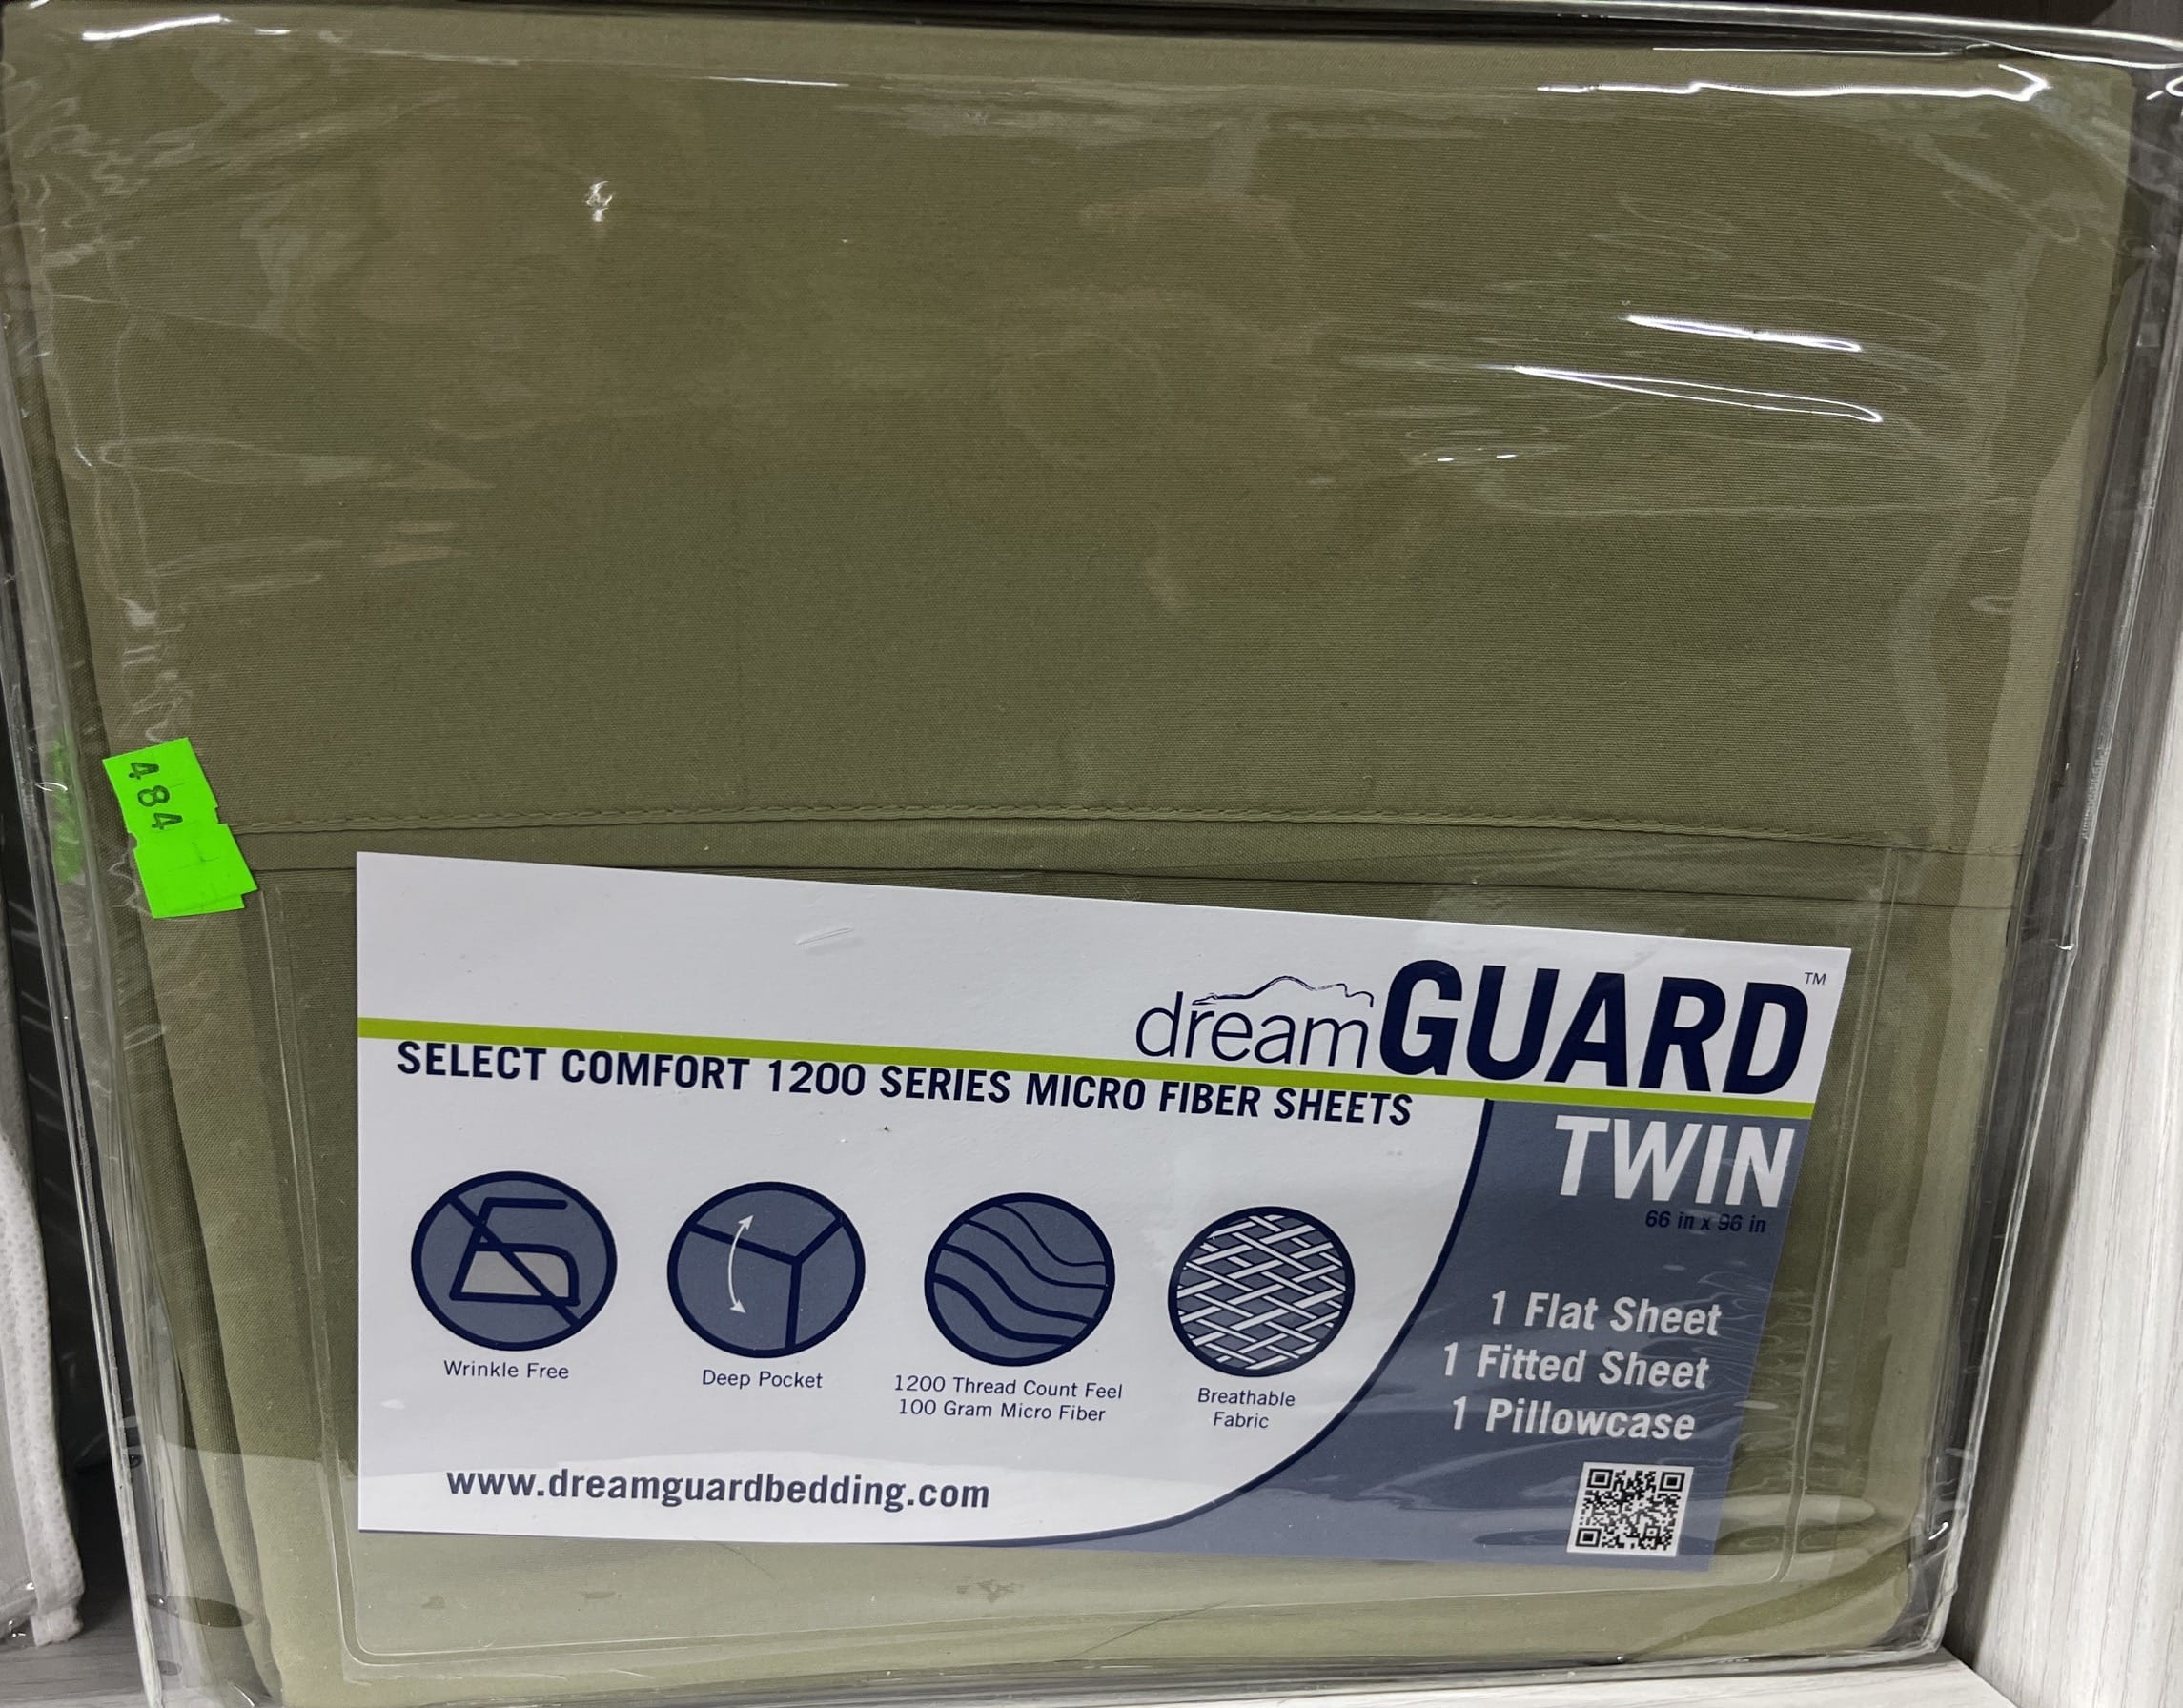 484
dreamGUARD™
SELECT COMFORT 1200 SERIES MICRO FIBER SHEETS
TWIN
66 in x 96 in
1 Flat Sheet
1 Fitted Sheet
1 Pillowcase
Wrinkle Free
Deep Pocket
1200 Thread Count Feel
100 Gram Micro Fiber
Breathable
Fabric
www.dreamguardbedding.com